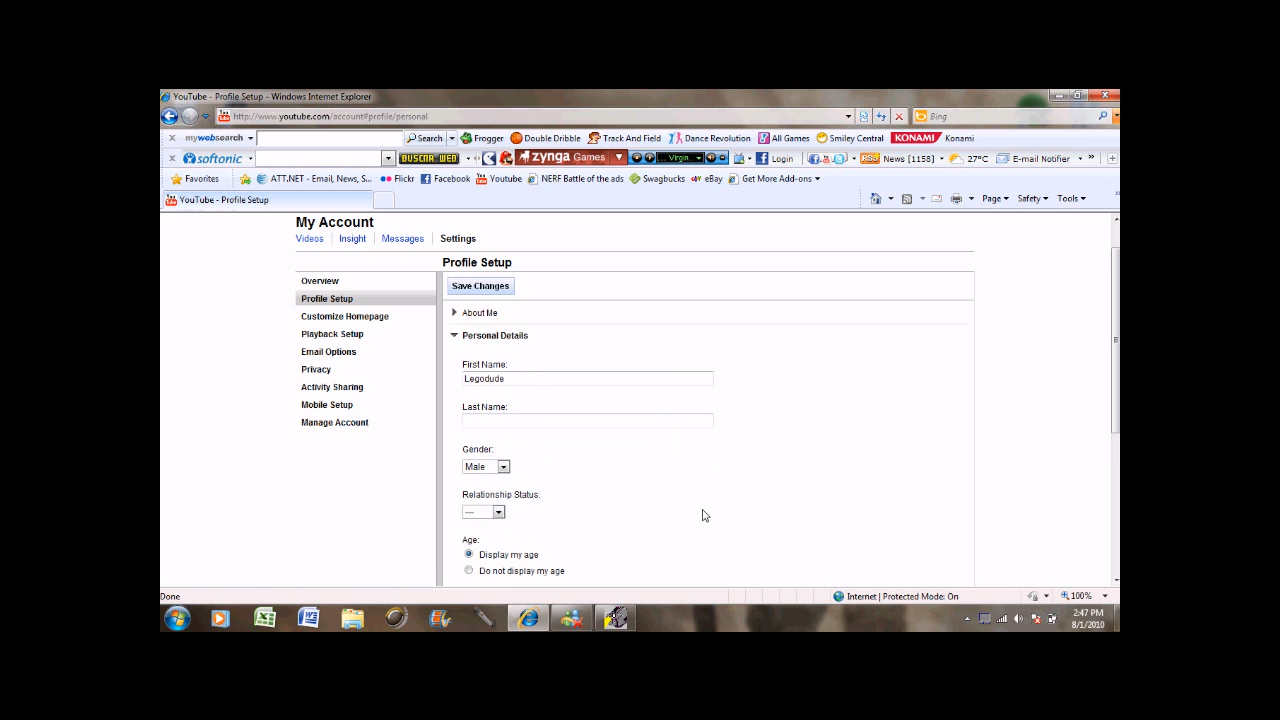 YouTube - Profile Setup - Windows Internet Explorer
http://www.youtube.com/account#profile/personal
Bing
mywebsearch Search Frogger Double Dribble Track And Field Dance Revolution All Games Smiley Central KONAMI Konami
softonic BUSCAR WEB zynga Games Virgin... Login RSS News [1158] 27°C E-mail Notifier
Favorites ATT.NET - Email, News, S... Flickr Facebook Youtube NERF Battle of the ads Swagbucks eBay Get More Add-ons
YouTube - Profile Setup Page Safety Tools
My Account
Videos Insight Messages Settings
Profile Setup
Overview
Profile Setup
Customize Homepage
Playback Setup
Email Options
Privacy
Activity Sharing
Mobile Setup
Manage Account
Save Changes
About Me
Personal Details
First Name:
Legodude
Last Name:
Gender:
Male
Relationship Status:
---
Age:
Display my age
Do not display my age
Done Internet | Protected Mode: On 100%
2:47 PM
8/1/2010